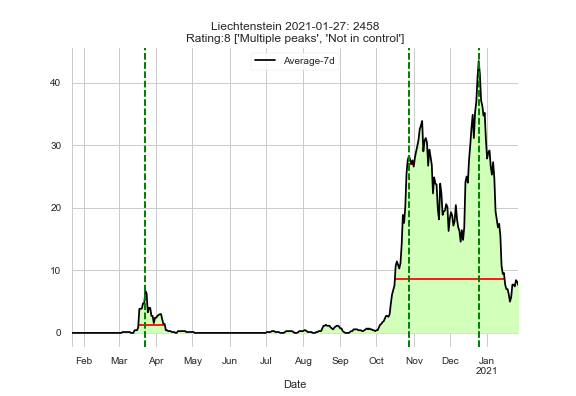 Liechtenstein 2021-01-27: 2458
Rating:8 ['Multiple peaks', 'Not in control']
Average-7d
40
30
20
10
0
Feb Mar Apr May Jun Jul Aug Sep Oct Nov Dec Jan
2021
Date